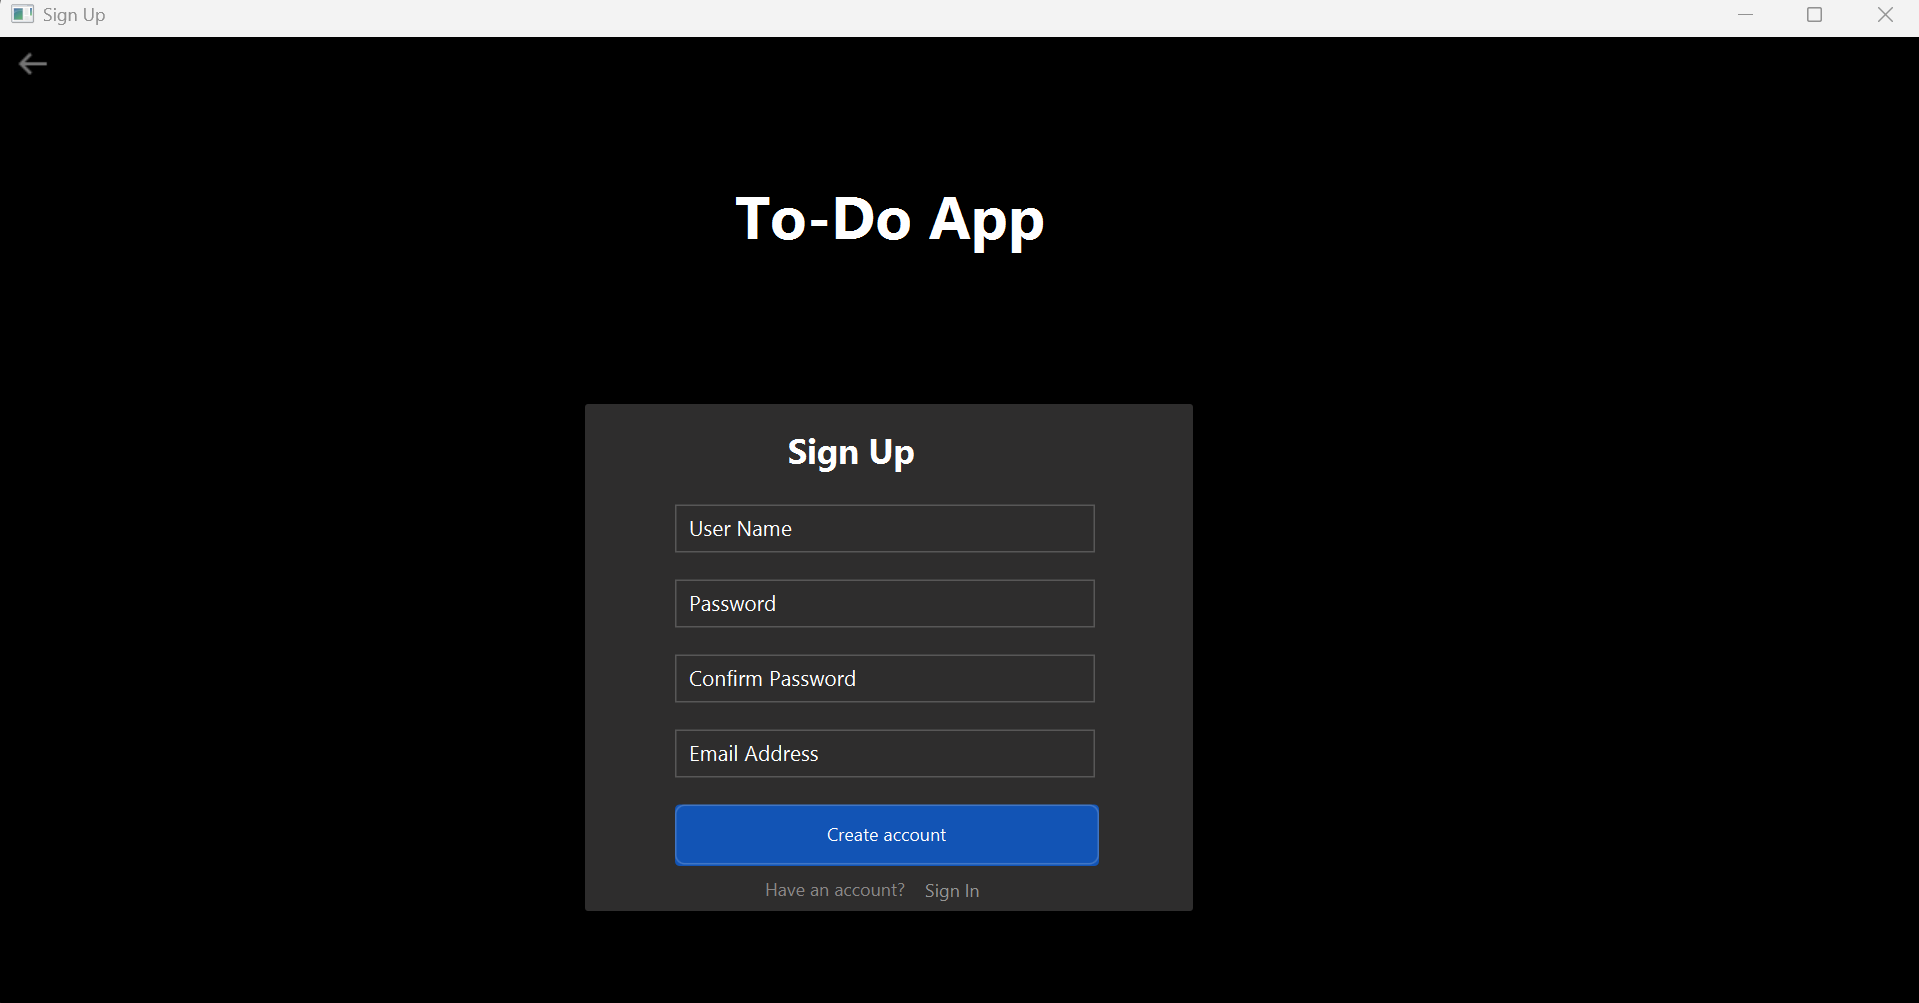 Sign Up
To-Do App
Sign Up
User Name
Password
Confirm Password
Email Address
Create account
Have an account? Sign In